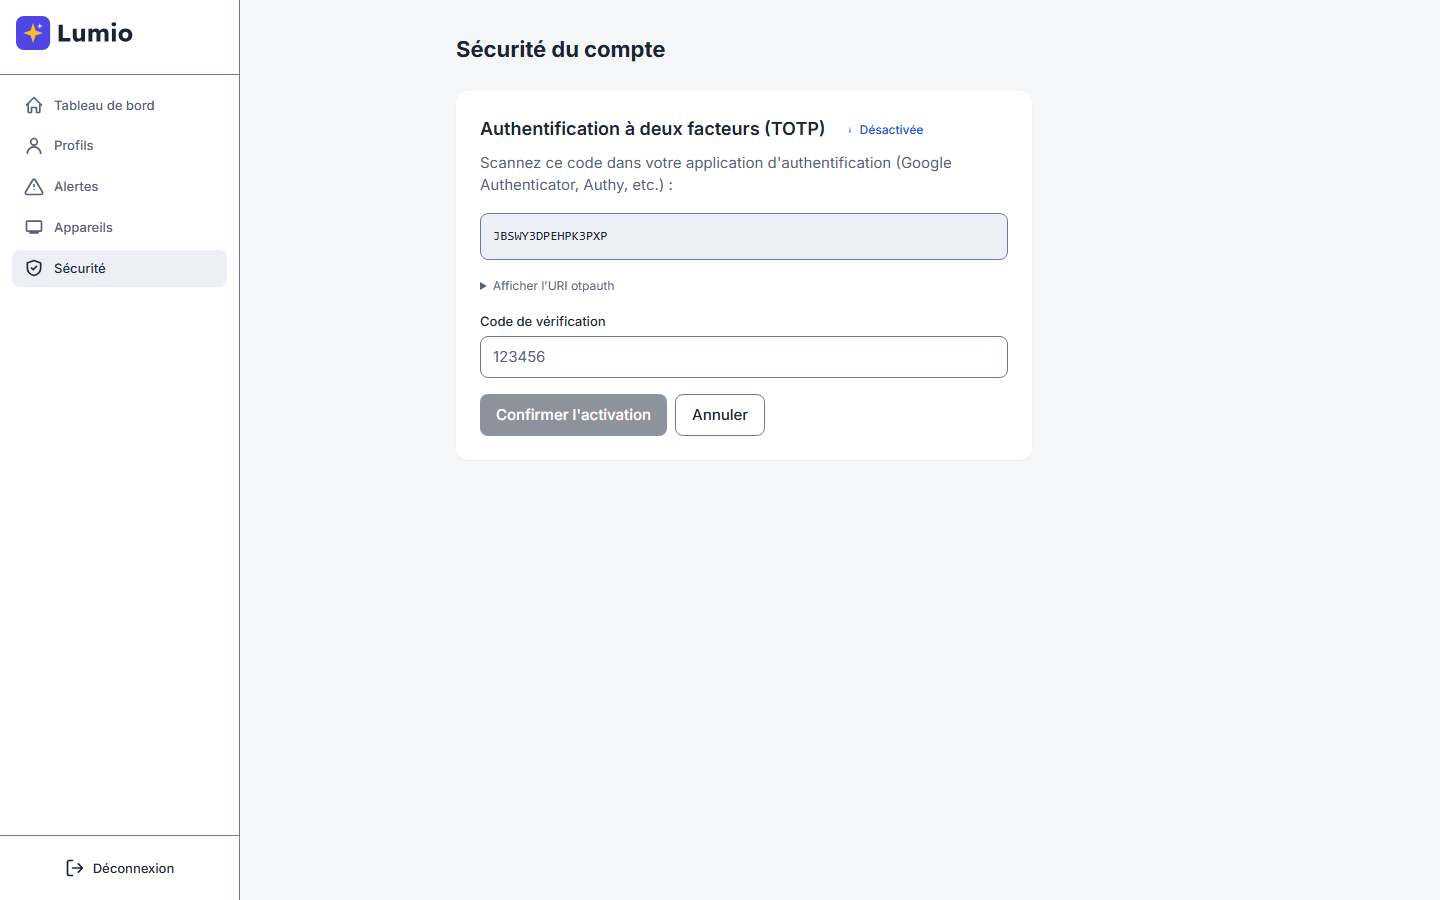 Lumio
Tableau de bord
Profils
Alertes
Appareils
Sécurité
Déconnexion
Sécurité du compte
Authentification à deux facteurs (TOTP)
Désactivée
Scannez ce code dans votre application d'authentification (Google
Authenticator, Authy, etc.) :
JBSWY3DPEHPK3PXP
Afficher l'URI otpauth
Code de vérification
123456
Confirmer l'activation
Annuler